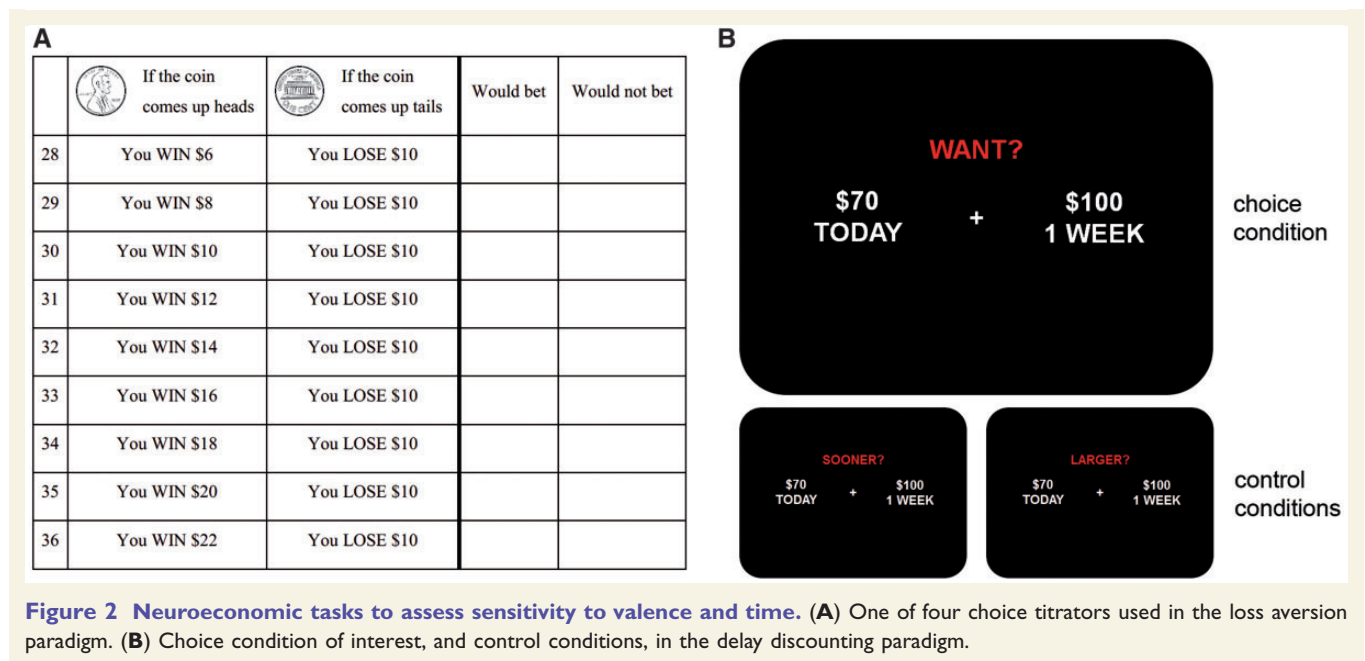 A
If the coin
comes up heads
If the coin
comes up tails
Would bet
Would not bet
28 You WIN $6 You LOSE $10
29 You WIN $8 You LOSE $10
30 You WIN $10 You LOSE $10
31 You WIN $12 You LOSE $10
32 You WIN $14 You LOSE $10
33 You WIN $16 You LOSE $10
34 You WIN $18 You LOSE $10
35 You WIN $20 You LOSE $10
36 You WIN $22 You LOSE $10
B
WANT?
$70 $100
TODAY + 1 WEEK
choice
condition
SOONER?
$70 $100
TODAY + 1 WEEK
LARGER?
$70 $100
TODAY + 1 WEEK
control
conditions
Figure 2 Neuroeconomic tasks to assess sensitivity to valence and time. (A) One of four choice titrators used in the loss aversion
paradigm. (B) Choice condition of interest, and control conditions, in the delay discounting paradigm.